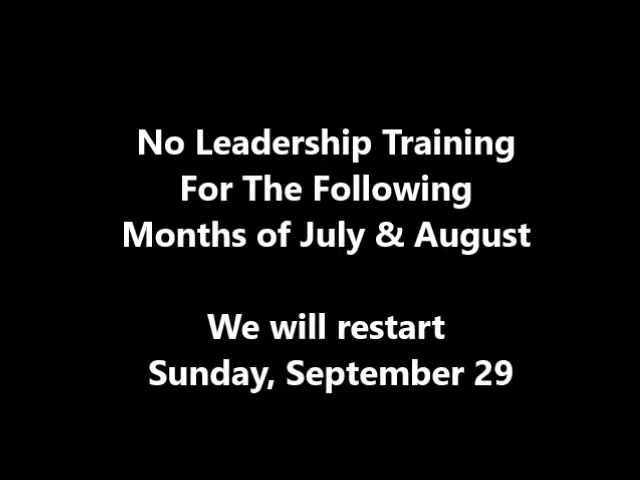 No Leadership Training
For The Following
Months of July & August
We will restart
Sunday, September 29